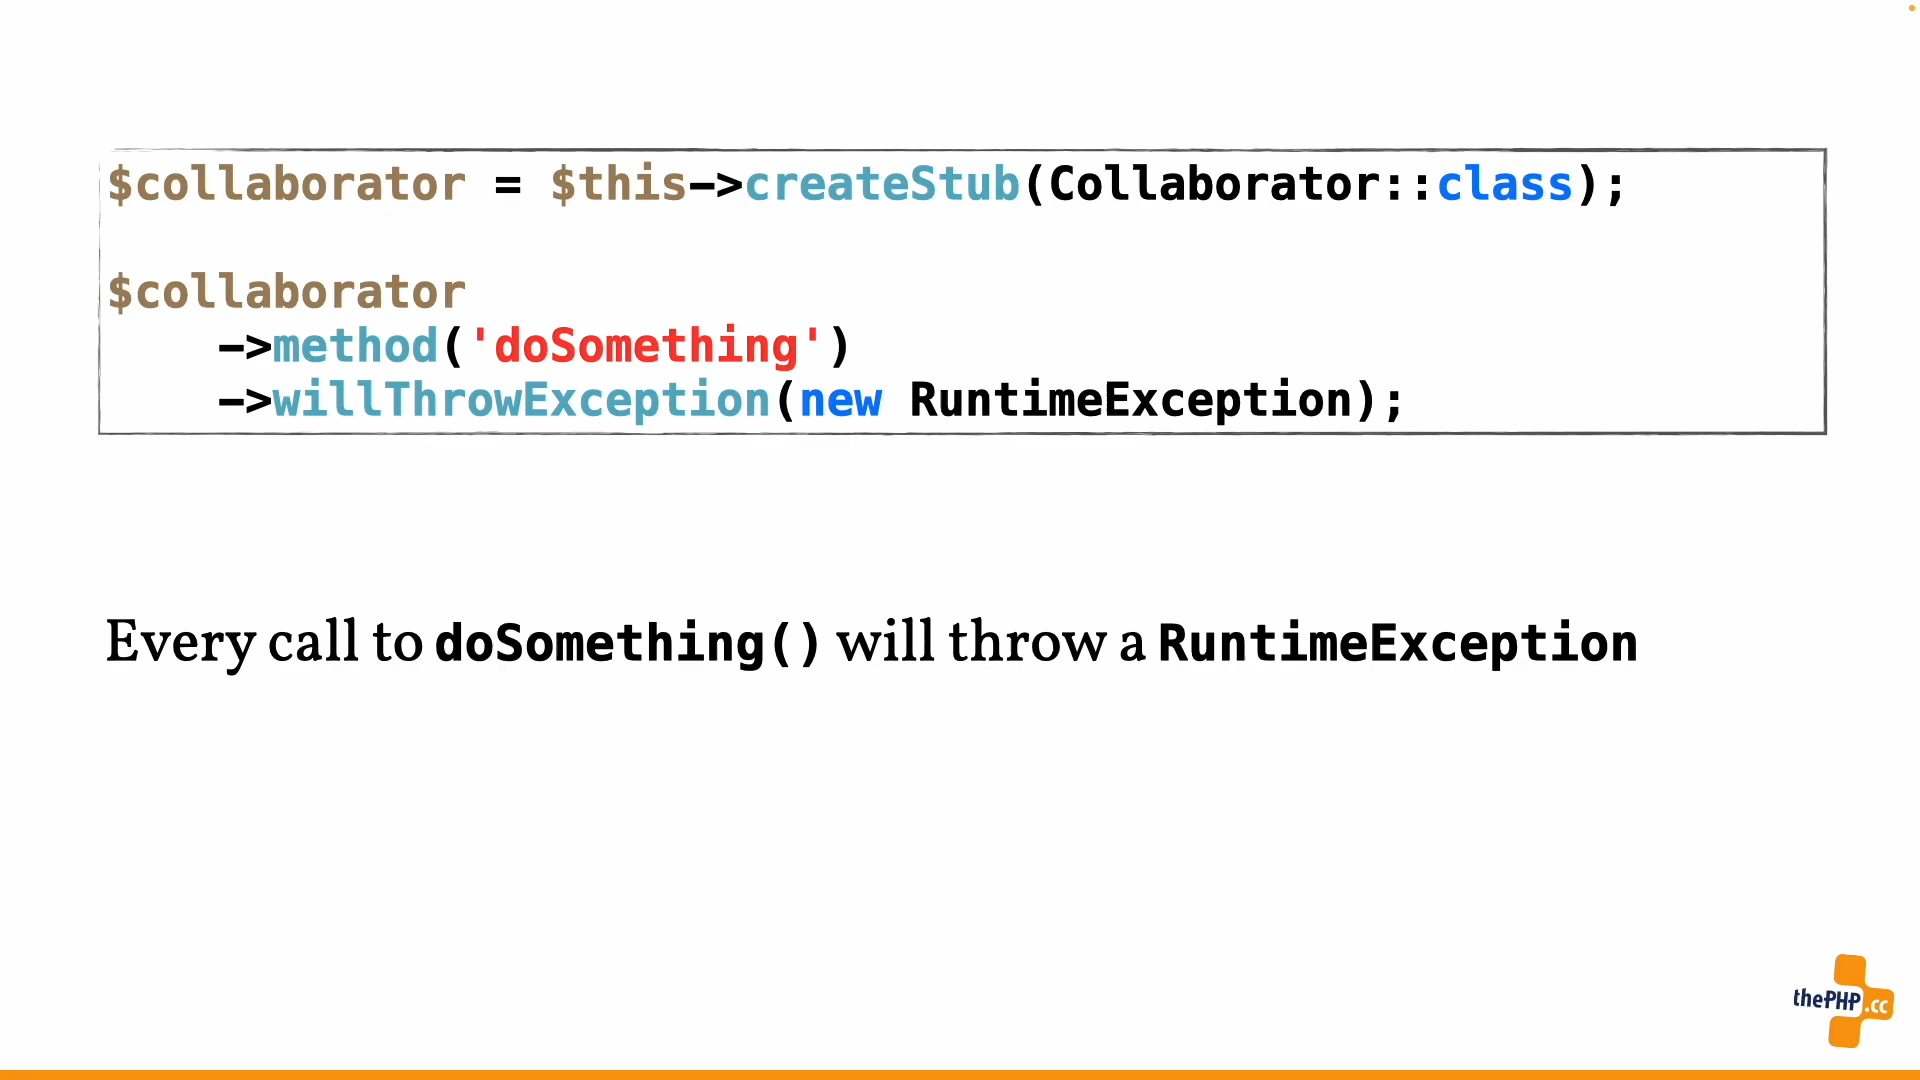 $collaborator = $this->createStub(Collaborator::class);
$collaborator
->method('doSomething')
->willThrowException(new RuntimeException);
Every call to doSomething() will throw a RuntimeException
thePHP.cc